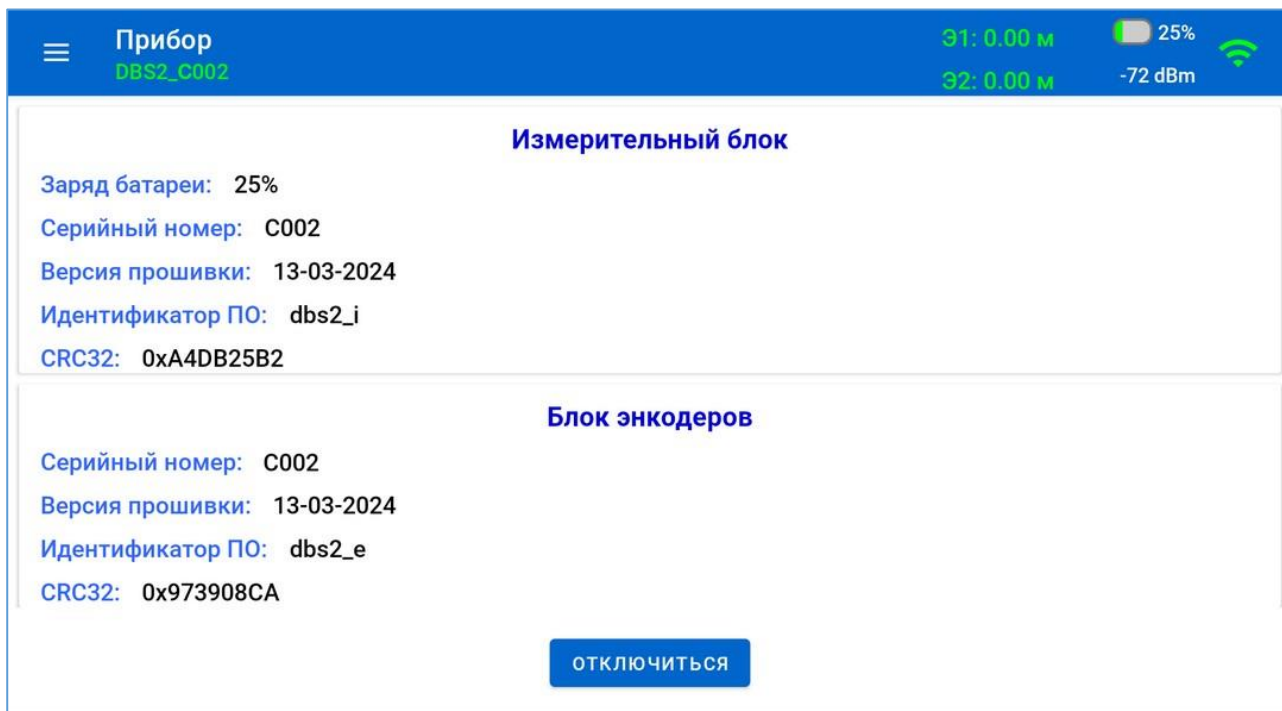 Прибор
DBS2_C002
Э1: 0.00 м
25%
Э2: 0.00 м
-72 dBm
Измерительный блок
Заряд батареи: 25%
Серийный номер: C002
Версия прошивки: 13-03-2024
Идентификатор ПО: dbs2_i
CRC32: 0xA4DB25B2
Блок энкодеров
Серийный номер: C002
Версия прошивки: 13-03-2024
Идентификатор ПО: dbs2_e
CRC32: 0x973908CA
ОТКЛЮЧИТЬСЯ